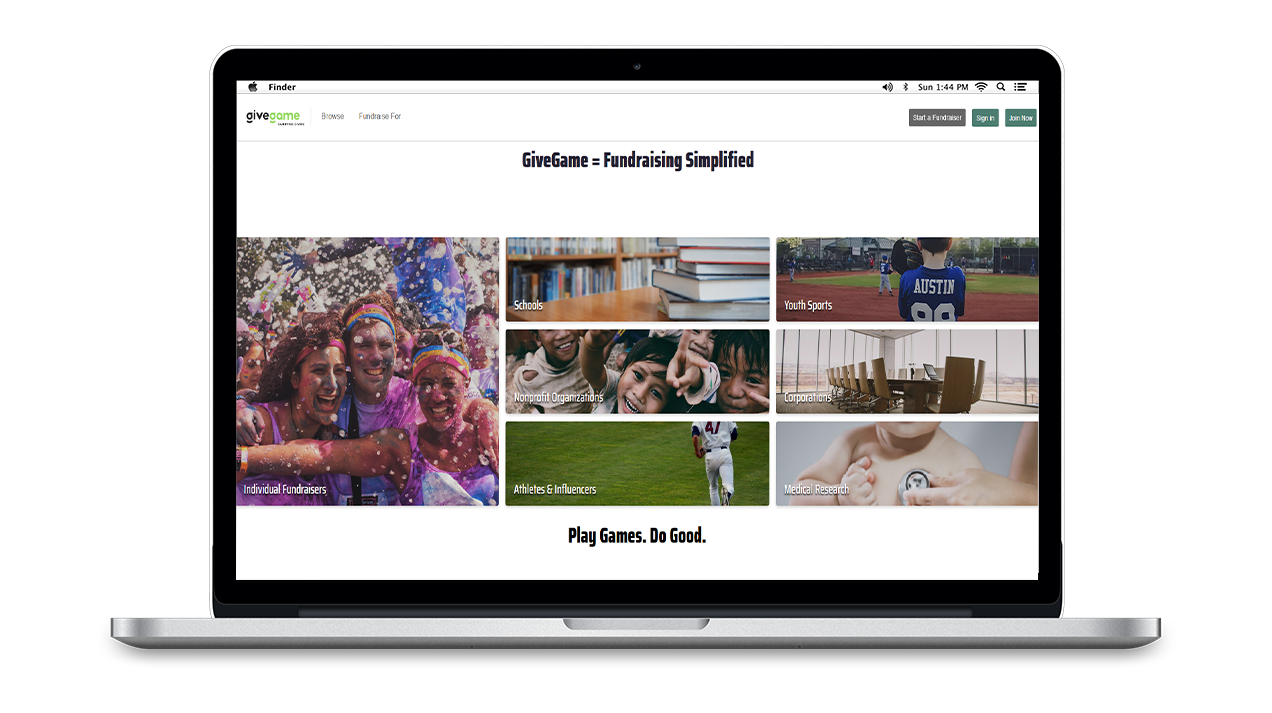 Finder
Sun 1:44 PM
givegame
Browse
Fundraise For
Start a Fundraiser
Sign in
Join Now
GiveGame = Fundraising Simplified
Individual Fundraisers
Schools
Youth Sports
AUSTIN
99
Nonprofit Organizations
Corporations
Athletes & Influencers
47
Medical Research
Play Games. Do Good.